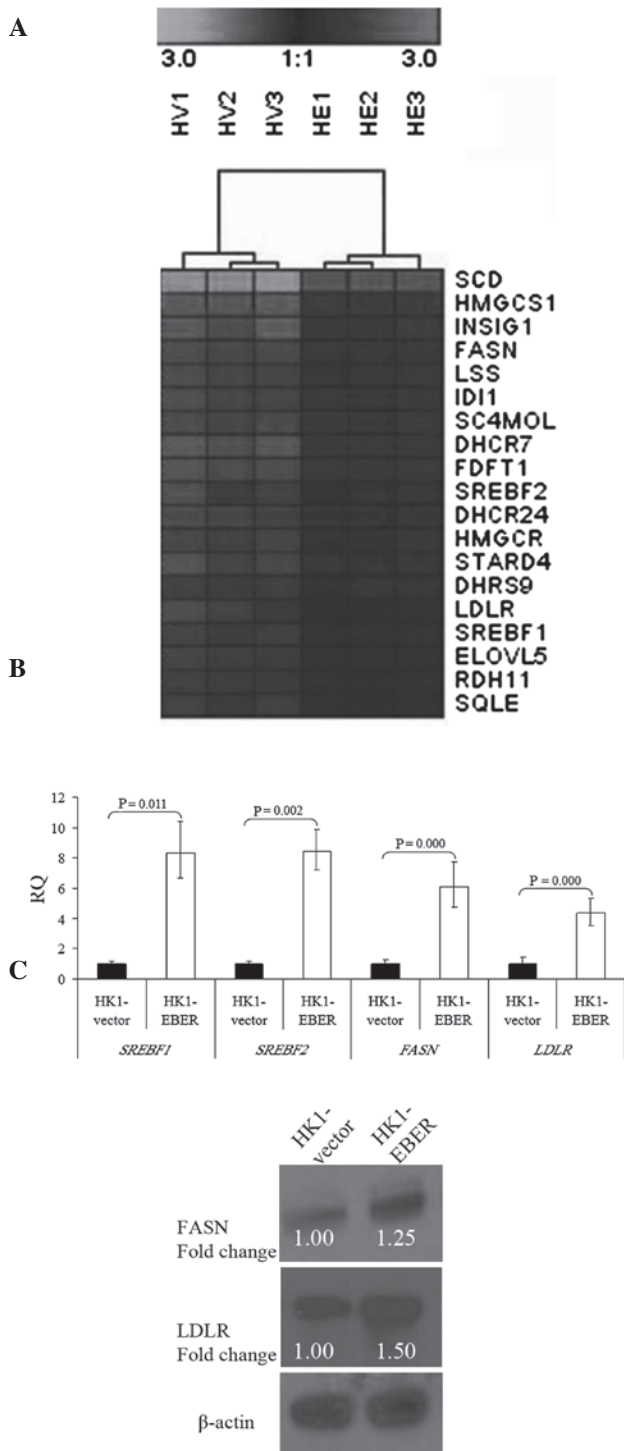 A
3.0 1:1 3.0
HV1 HV2 HV3 HE1 HE2 HE3
SCD
HMGCS1
INSIG1
FASN
LSS
IDI1
SC4MOL
DHCR7
FDFT1
SREBF2
DHCR24
HMGCR
STARD4
DHRS9
LDLR
SREBF1
ELOVL5
RDH11
SQLE
B
12
10
8
6
4
2
0
RQ
P = 0.011
P = 0.002
P = 0.000
P = 0.000
HK1-vector HK1-EBER HK1-vector HK1-EBER HK1-vector HK1-EBER HK1-vector HK1-EBER
SREBF1 SREBF2 FASN LDLR
C
HK1-vector HK1-EBER
FASN
Fold change 1.00 1.25
LDLR
Fold change 1.00 1.50
β-actin